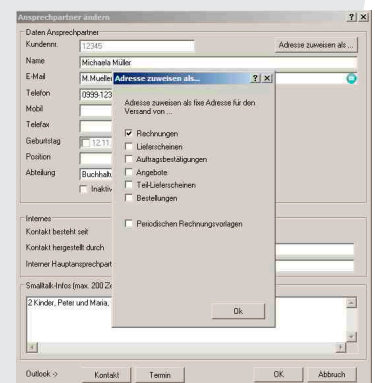 Ansprechpartner ändern
Daten Ansprechpartner
Kundennr. 12345 Adresse zuweisen als ...
Name Michaela Müller
E-Mail M.Mueller
Telefon 0999-123
Mobil
Telefax
Geburtstag 12.11.
Position
Abteilung Buchhalt
Inaktiv
Adresse zuweisen als...
Adresse zuweisen als fixe Adresse für den
Versand von ...
Rechnungen
Lieferscheinen
Auftragsbestätigungen
Angebote
Teil-Lieferscheinen
Bestellungen
Periodischen Rechnungsvorlagen
Ok
Internes
Kontakt besteht seit
Kontakt hergestellt durch
Interner Hauptansprechpart
Smalltalk-Infos (max. 200 Ze
2 Kinder, Peter und Maria,
Outlook -> Kontakt Termin OK Abbruch